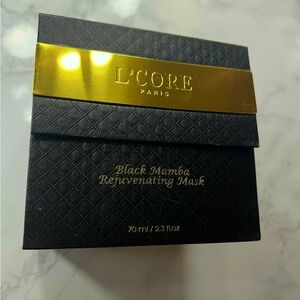 L'CORE
PARIS
Black Mamba
Rejuvenating Mask
70 ml / 2.3 fl.oz